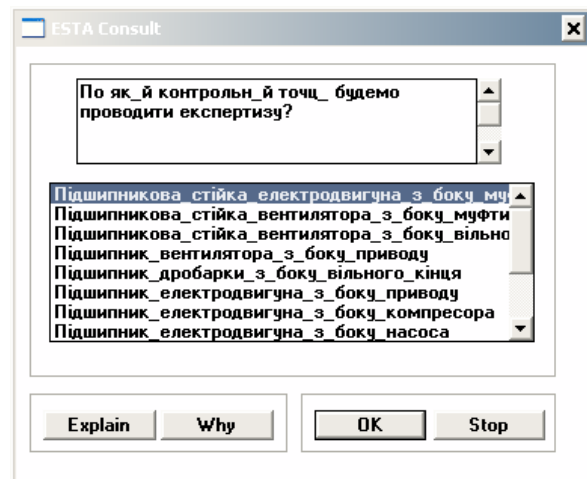 ESTA Consult
По як_й контрольн_й точц_ будемо
проводити експертизу?
Підшипникова_стійка_електродвигуна_з_боку_му
Підшипникова_стійка_вентилятора_з_боку_муфти
Підшипникова_стійка_вентилятора_з_боку_вільно
Підшипник_вентилятора_з_боку_приводу
Підшипник_дробарки_з_боку_вільного_кінця
Підшипник_електродвигуна_з_боку_приводу
Підшипник_електродвигуна_з_боку_компресора
Підшипник_електродвигуна_з_боку_насоса
Explain Why OK Stop